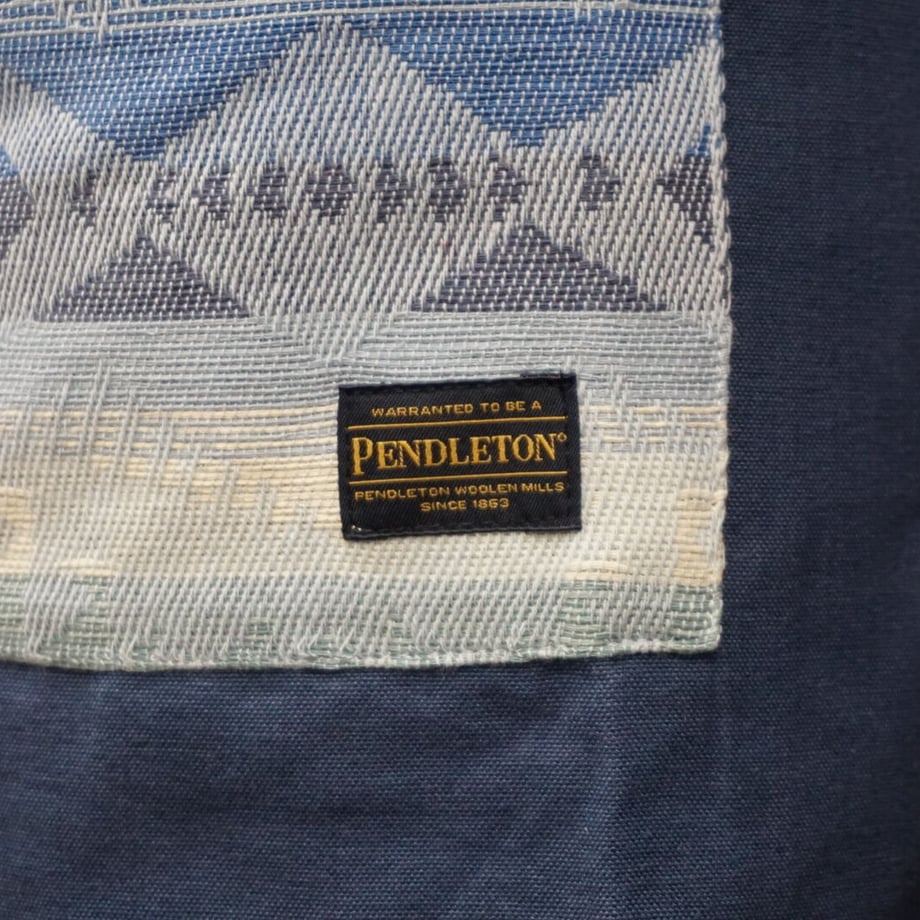 WARRANTED TO BE A
PENDLETON®
PENDLETON WOOLEN MILLS
SINCE 1863